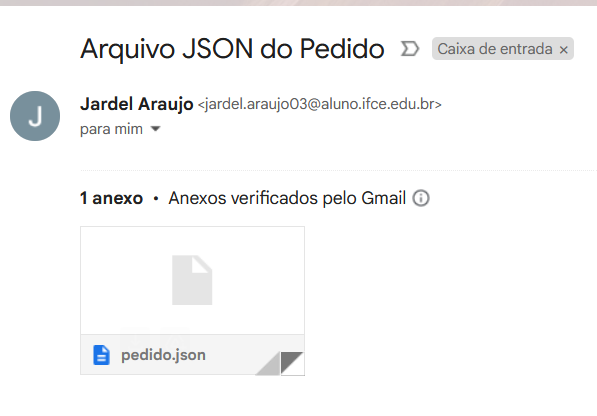 Arquivo JSON do Pedido Caixa de entrada ×
J
Jardel Araujo <jardel.araujo03@aluno.ifce.edu.br>
para mim
1 anexo • Anexos verificados pelo Gmail
pedido.json